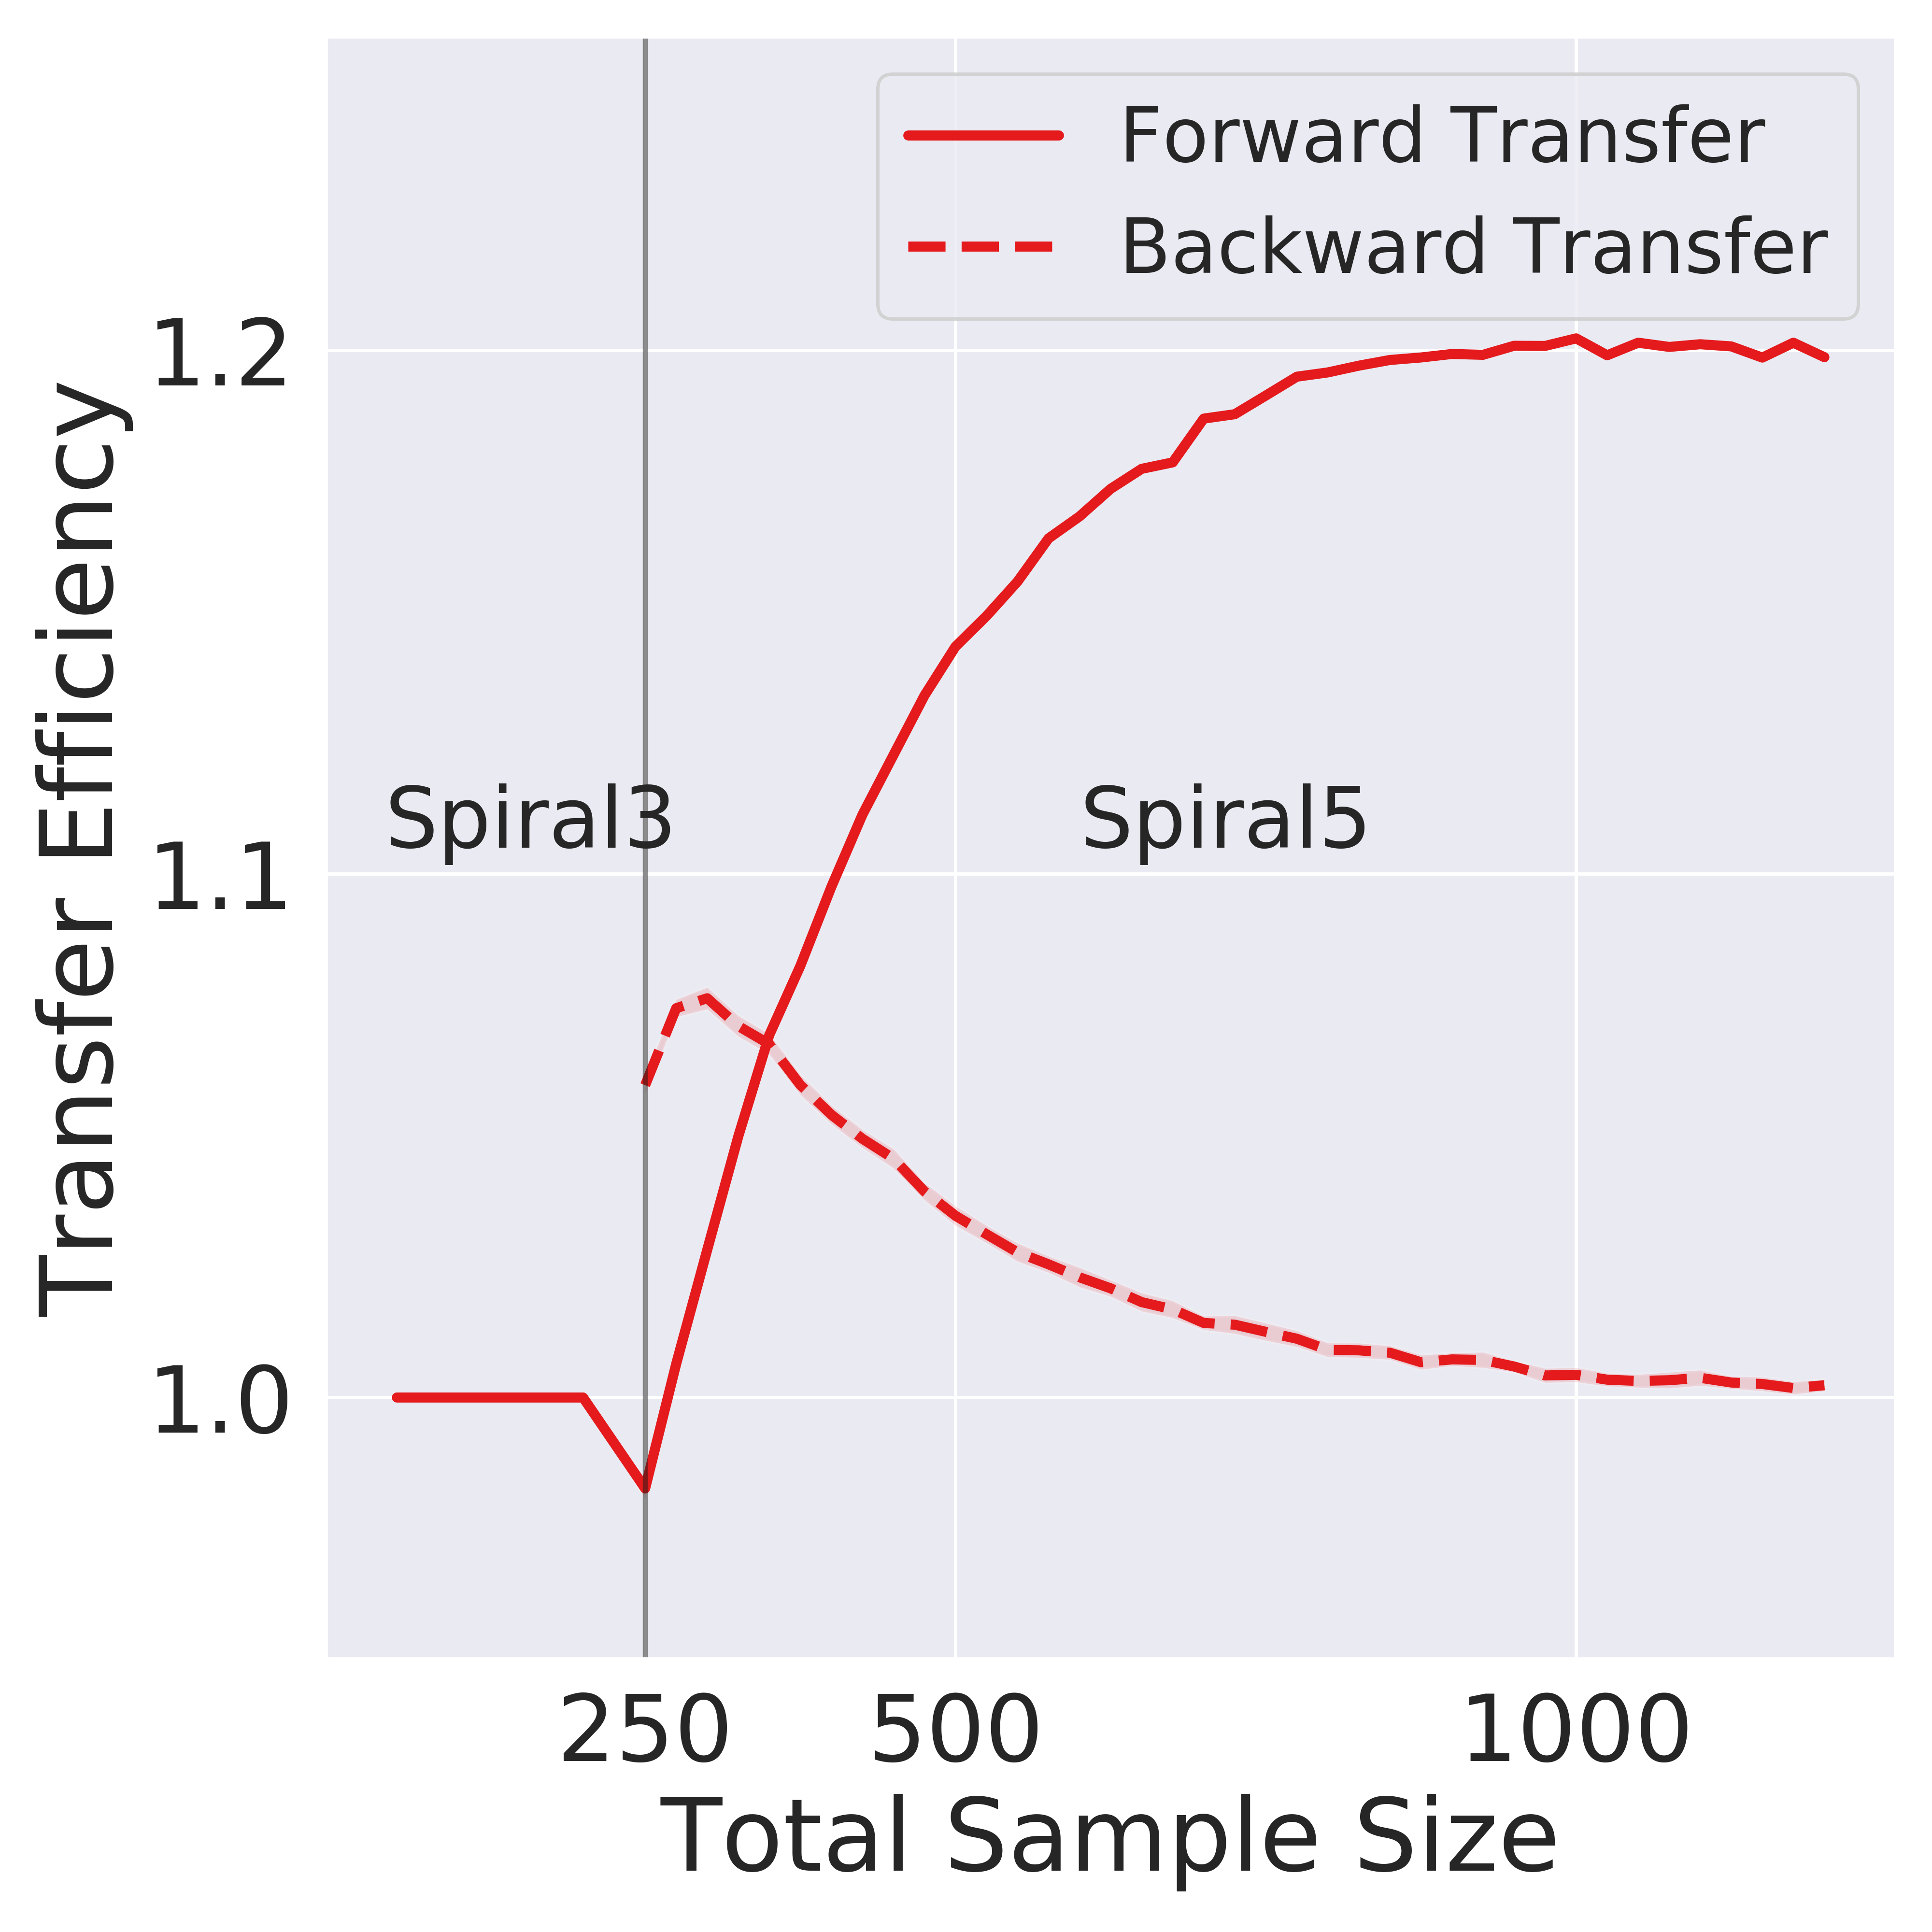 Forward Transfer
Backward Transfer
Transfer Efficiency
1.2
1.1
1.0
Spiral3
Spiral5
250
500
1000
Total Sample Size